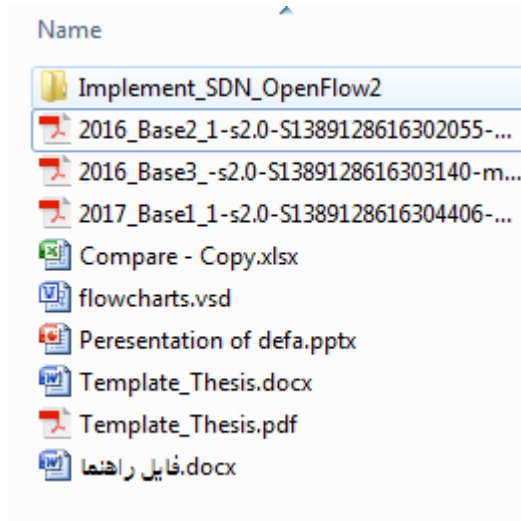 Name
Implement_SDN_OpenFlow2
2016_Base2_1-s2.0-S1389128616302055-...
2016_Base3_-s2.0-S1389128616303140-m...
2017_Base1_1-s2.0-S1389128616304406-...
Compare - Copy.xlsx
flowcharts.vsd
Peresentation of defa.pptx
Template_Thesis.docx
Template_Thesis.pdf
فایل راهنما.docx